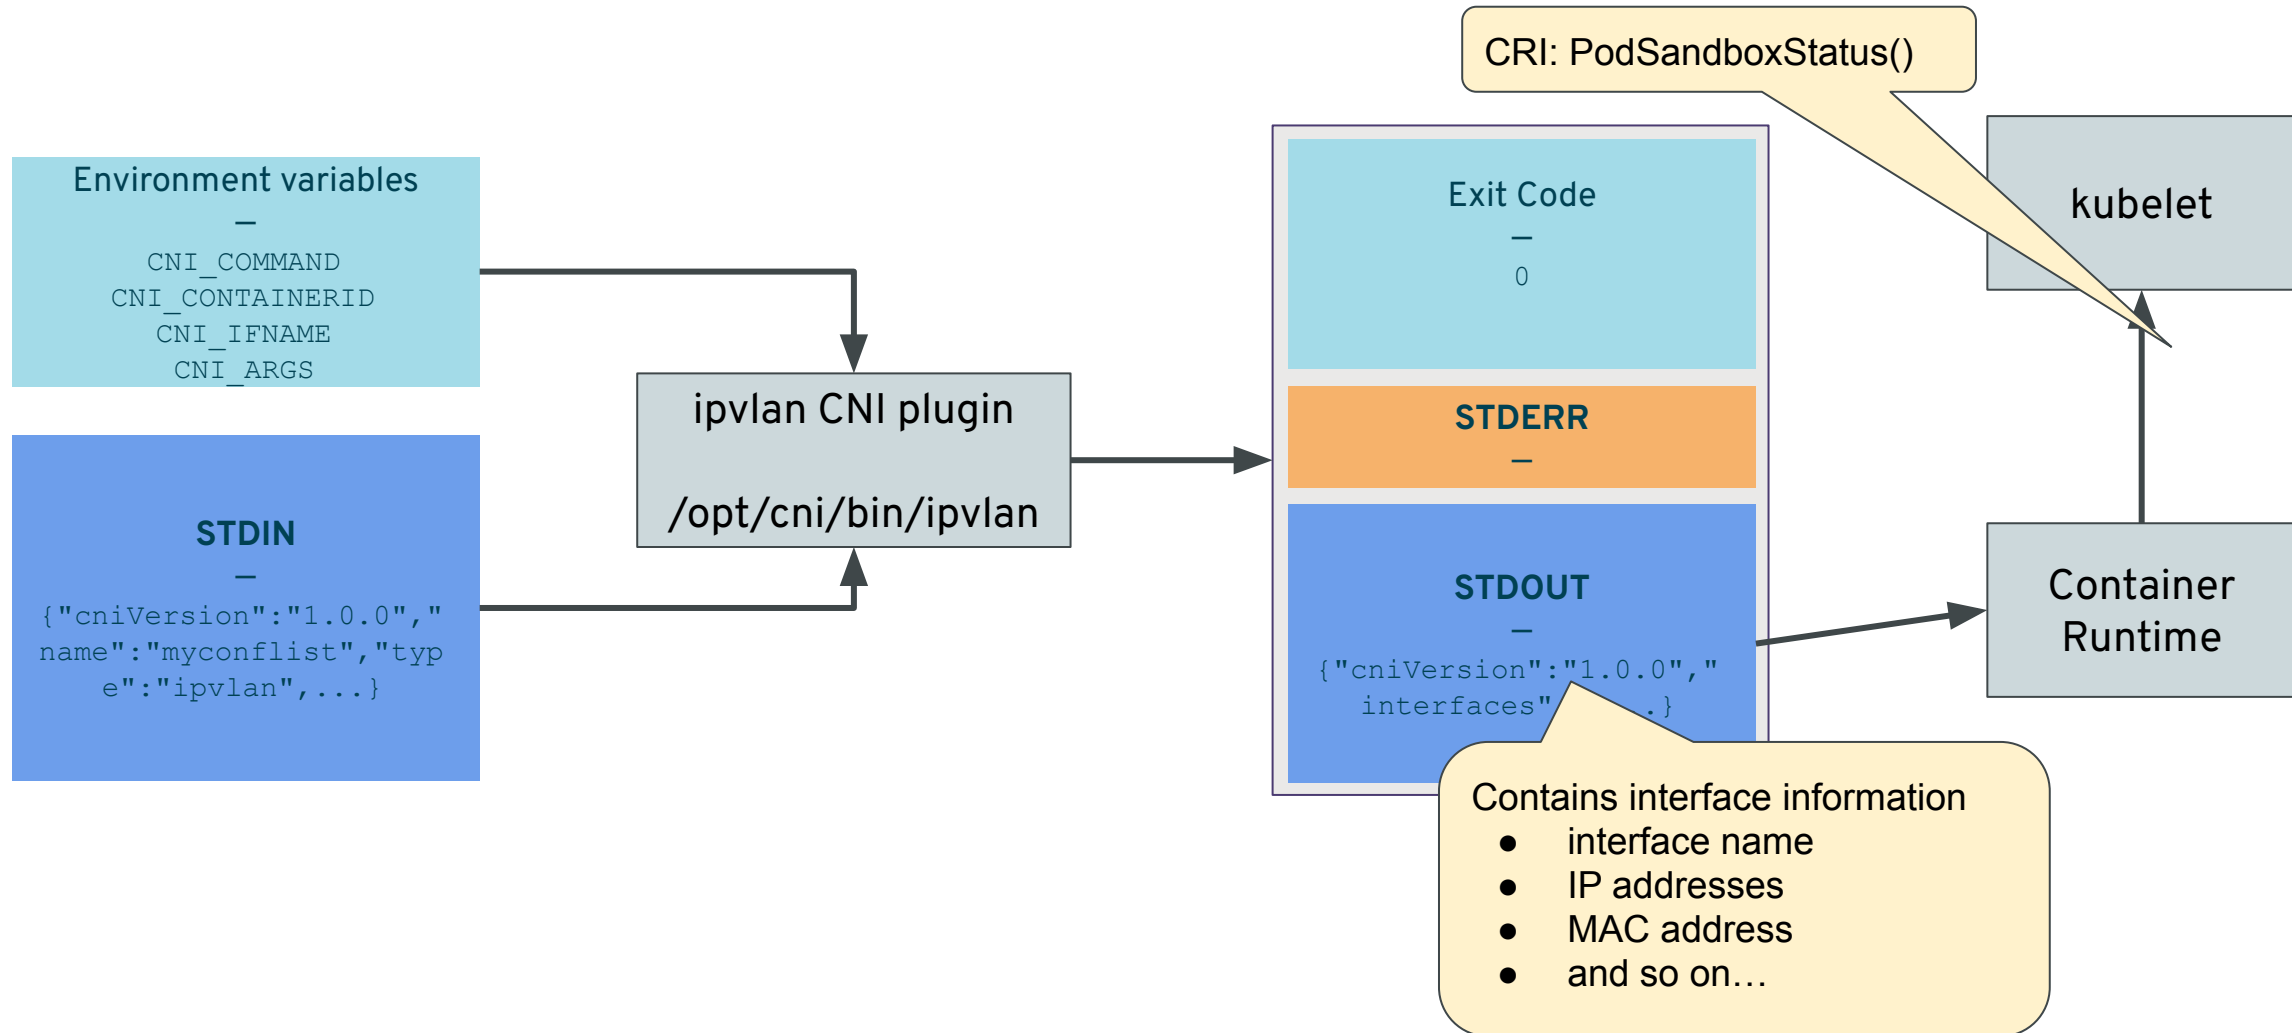 CRI: PodSandboxStatus()
Environment variables
–
CNI_COMMAND
CNI_CONTAINERID
CNI_IFNAME
CNI_ARGS
STDIN
–
{"cniVersion":"1.0.0","
name":"myconflist","typ
e":"ipvlan",...}
ipvlan CNI plugin
/opt/cni/bin/ipvlan
Exit Code
–
0
STDERR
–
STDOUT
–
{"cniVersion":"1.0.0","
interfaces" .}
Contains interface information
● interface name
● IP addresses
● MAC address
● and so on…
kubelet
Container
Runtime